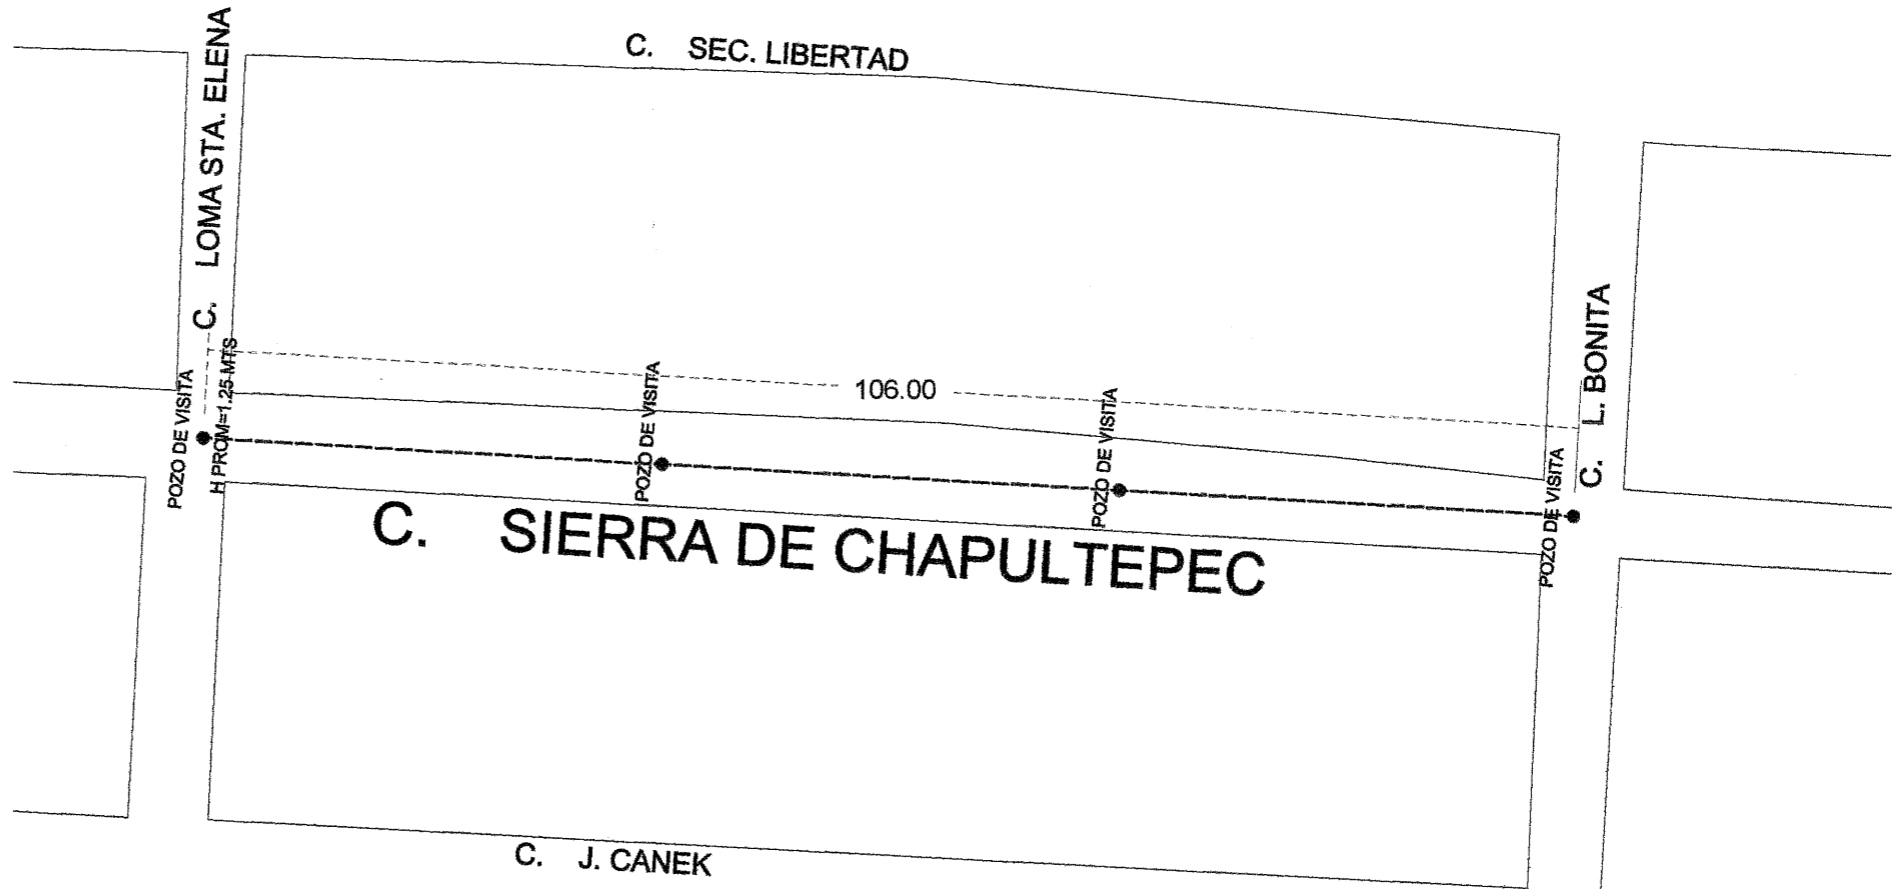 C. SEC. LIBERTAD
C. LOMA STA. ELENA
C. L. BONITA
106.00
POZO DE VISITA
H PROM=1.25 MTS
POZO DE VISITA
POZO DE VISITA
POZO DE VISITA
C. SIERRA DE CHAPULTEPEC
C. J. CANEK